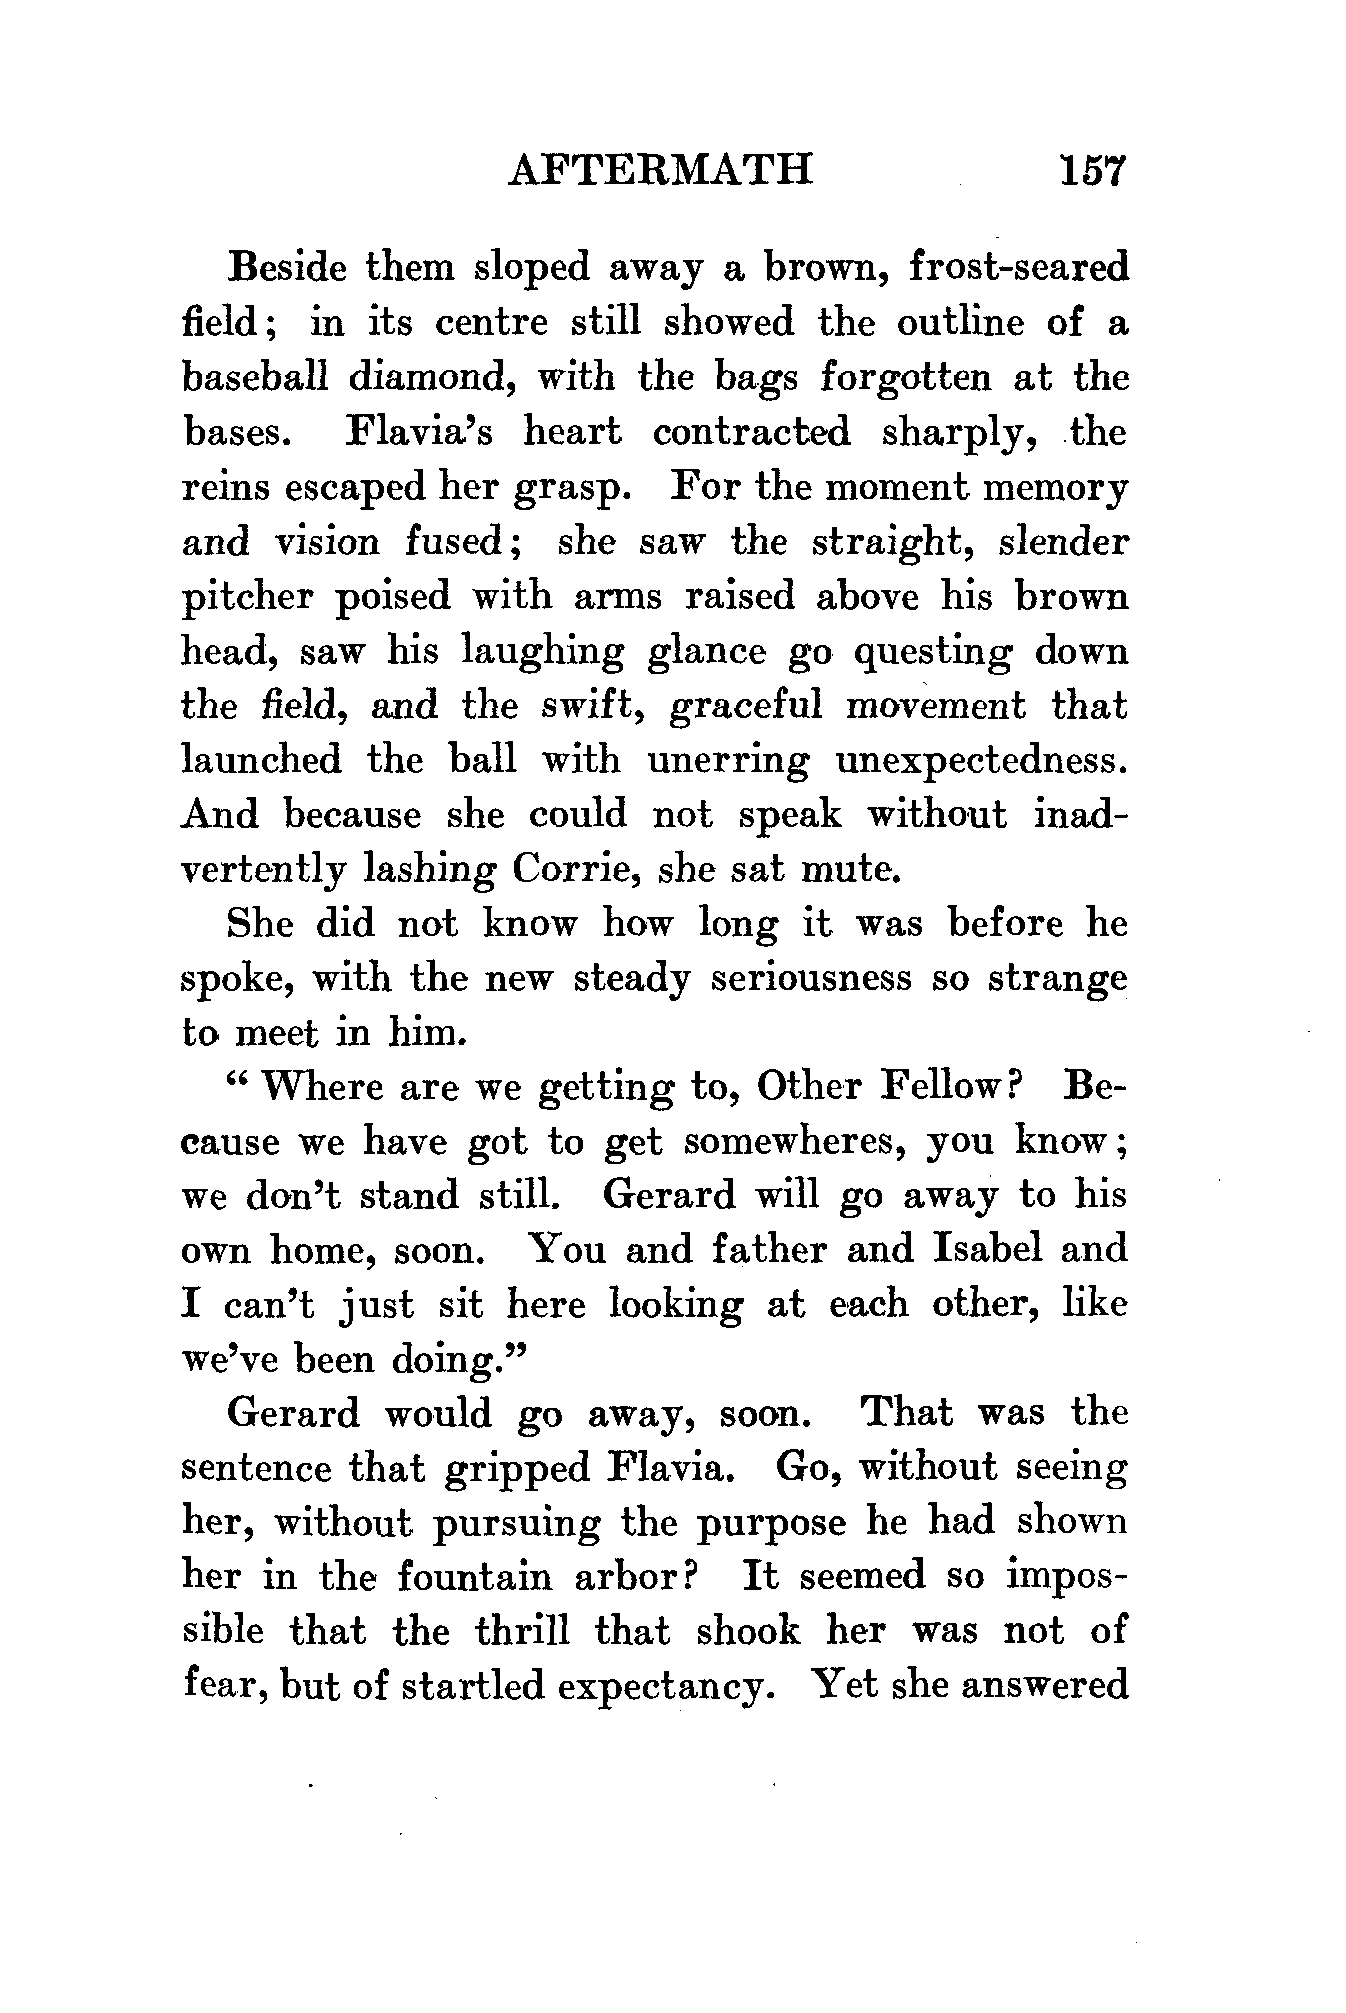 AFTERMATH 157
Beside them sloped away a brown, frost-seared
field; in its centre still showed the outline of a
baseball diamond, with the bags forgotten at the
bases. Flavia's heart contracted sharply, the
reins escaped her grasp. For the moment memory
and vision fused; she saw the straight, slender
pitcher poised with arms raised above his brown
head, saw his laughing glance go questing down
the field, and the swift, graceful movement that
launched the ball with unerring unexpectedness.
And because she could not speak without inad-
vertently lashing Corrie, she sat mute.
She did not know how long it was before he
spoke, with the new steady seriousness so strange
to meet in him.
“ Where are we getting to, Other Fellow? Be-
cause we have got to get somewheres, you know;
we don't stand still. Gerard will go away to his
own home, soon. You and father and Isabel and
I can't just sit here looking at each other, like
we've been doing.”
Gerard would go away, soon. That was the
sentence that gripped Flavia. Go, without seeing
her, without pursuing the purpose he had shown
her in the fountain arbor? It seemed so impos-
sible that the thrill that shook her was not of
fear, but of startled expectancy. Yet she answered